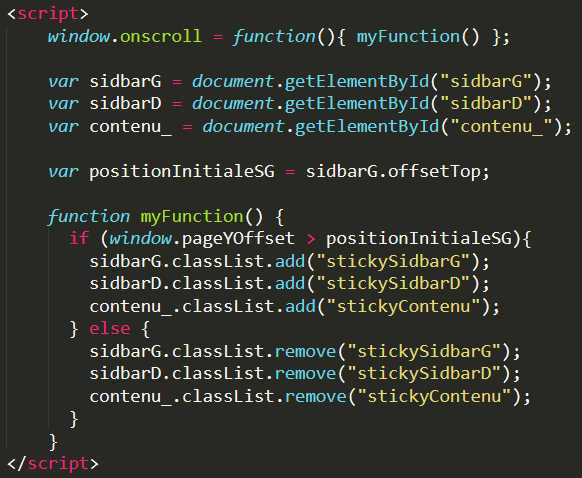 <script>
window.onscroll = function(){ myFunction() };
var sidbarG = document.getElementById("sidbarG");
var sidbarD = document.getElementById("sidbarD");
var contenu_ = document.getElementById("contenu_");
var positionInitialeSG = sidbarG.offsetTop;
function myFunction() {
if (window.pageYOffset > positionInitialeSG){
sidbarG.classList.add("stickySidbarG");
sidbarD.classList.add("stickySidbarD");
contenu_.classList.add("stickyContenu");
} else {
sidbarG.classList.remove("stickySidbarG");
sidbarD.classList.remove("stickySidbarD");
contenu_.classList.remove("stickyContenu");
}
}
</script>